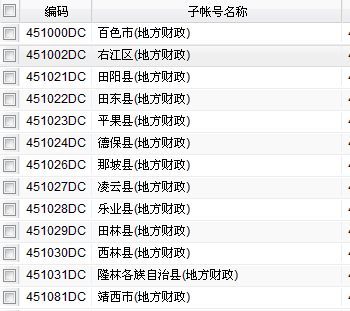 编码 子帐号名称
451000DC 百色市(地方财政)
451002DC 右江区(地方财政)
451021DC 田阳县(地方财政)
451022DC 田东县(地方财政)
451023DC 平果县(地方财政)
451024DC 德保县(地方财政)
451026DC 那坡县(地方财政)
451027DC 凌云县(地方财政)
451028DC 乐业县(地方财政)
451029DC 田林县(地方财政)
451030DC 西林县(地方财政)
451031DC 隆林各族自治县(地方财政)
451081DC 靖西市(地方财政)